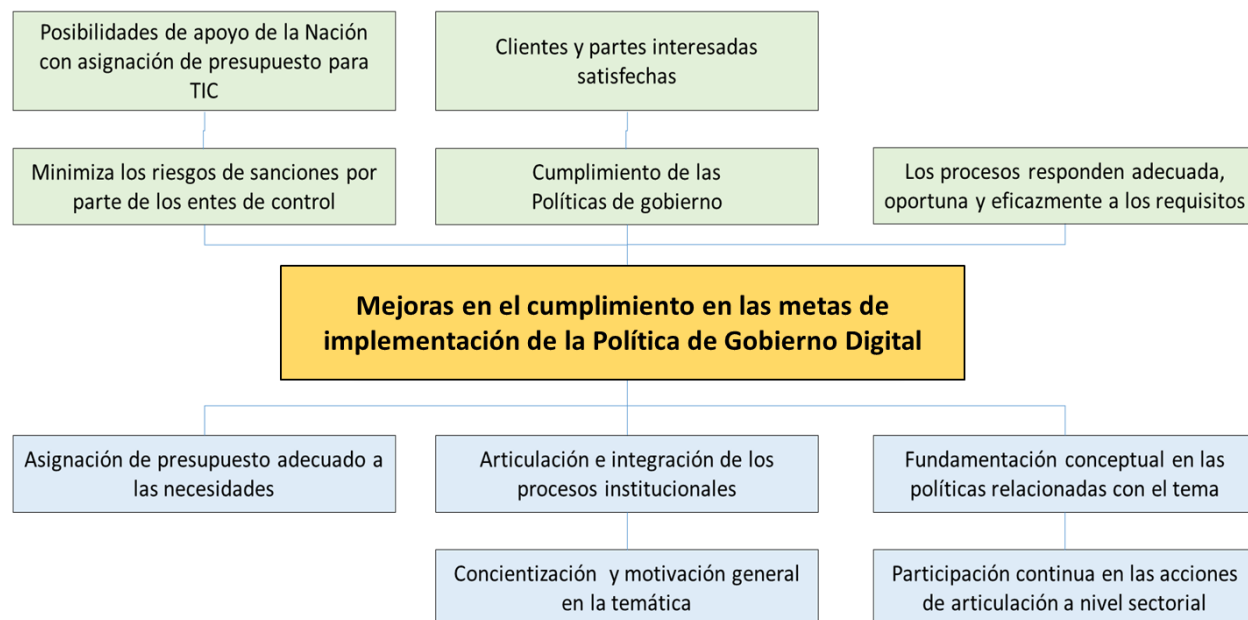 Posibilidades de apoyo de la Nación
con asignación de presupuesto para
TIC
Clientes y partes interesadas
satisfechas
Minimiza los riesgos de sanciones por
parte de los entes de control
Cumplimiento de las
Políticas de gobierno
Los procesos responden adecuada,
oportuna y eficazmente a los requisitos
Mejoras en el cumplimiento en las metas de
implementación de la Política de Gobierno Digital
Asignación de presupuesto adecuado a
las necesidades
Articulación e integración de los
procesos institucionales
Fundamentación conceptual en las
políticas relacionadas con el tema
Concientización y motivación general
en la temática
Participación continua en las acciones
de articulación a nivel sectorial